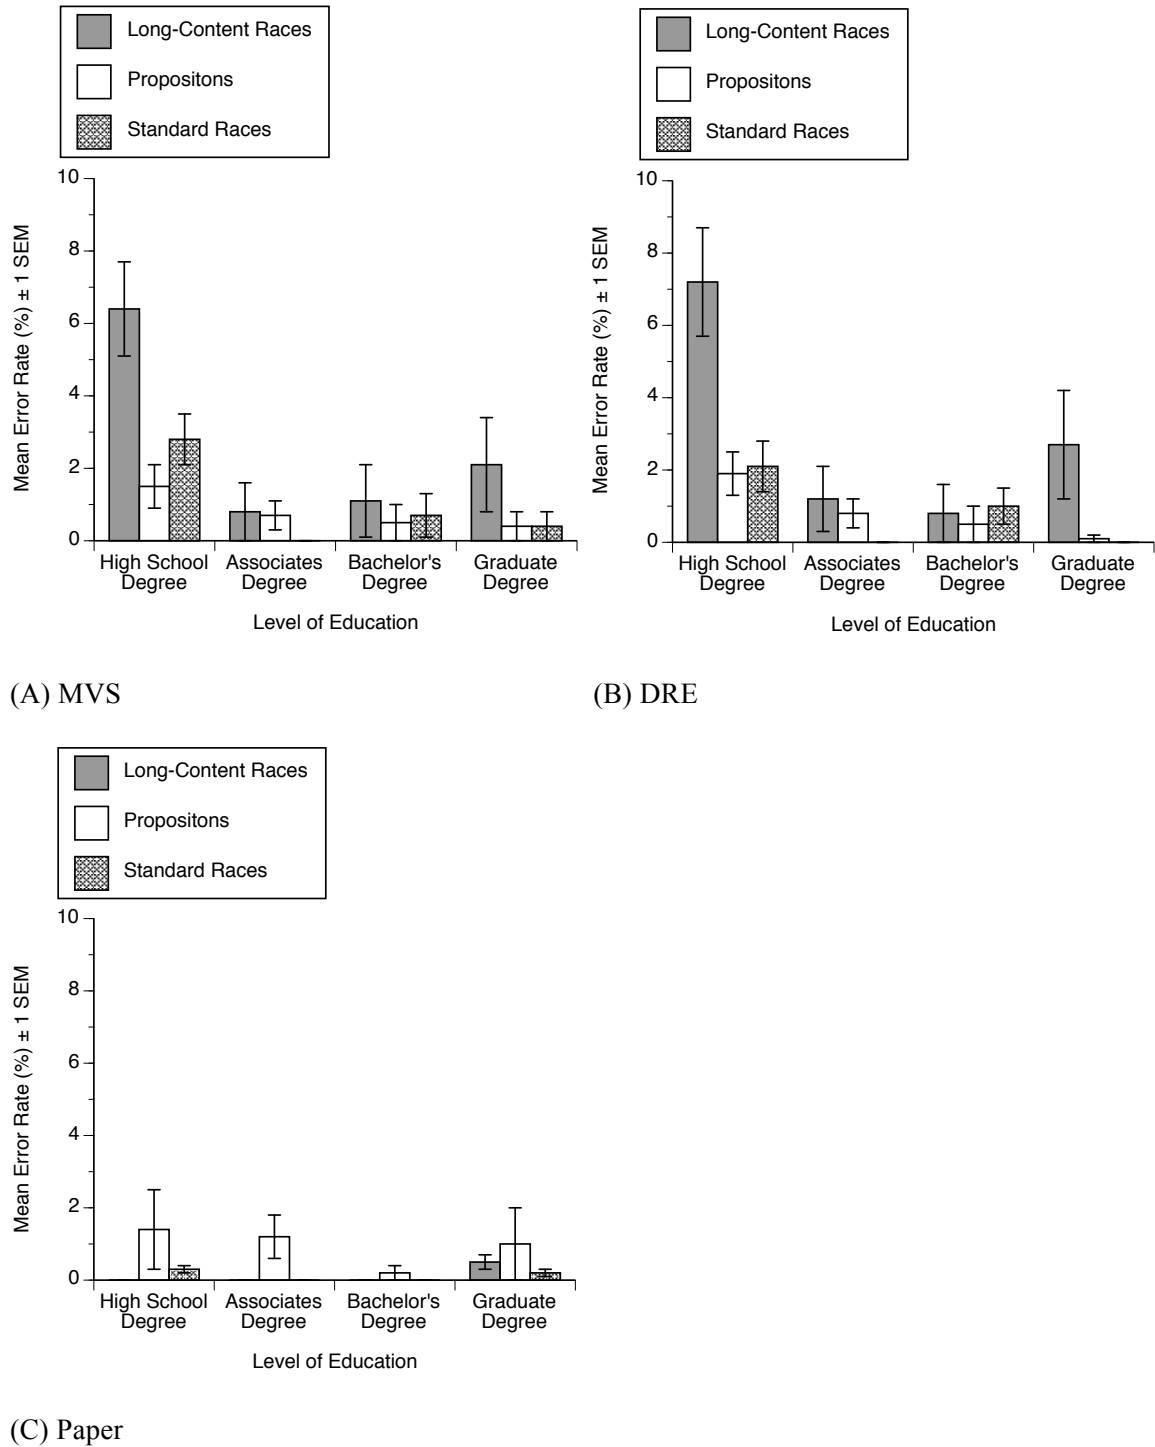 Long-Content Races
Propositons
Standard Races
10
8
6
4
2
0
Mean Error Rate (%) ± 1 SEM
High School Degree
Associates Degree
Bachelor's Degree
Graduate Degree
Level of Education
(A) MVS
Long-Content Races
Propositons
Standard Races
10
8
6
4
2
0
Mean Error Rate (%) ± 1 SEM
High School Degree
Associates Degree
Bachelor's Degree
Graduate Degree
Level of Education
(B) DRE
Long-Content Races
Propositons
Standard Races
10
8
6
4
2
0
Mean Error Rate (%) ± 1 SEM
High School Degree
Associates Degree
Bachelor's Degree
Graduate Degree
Level of Education
(C) Paper